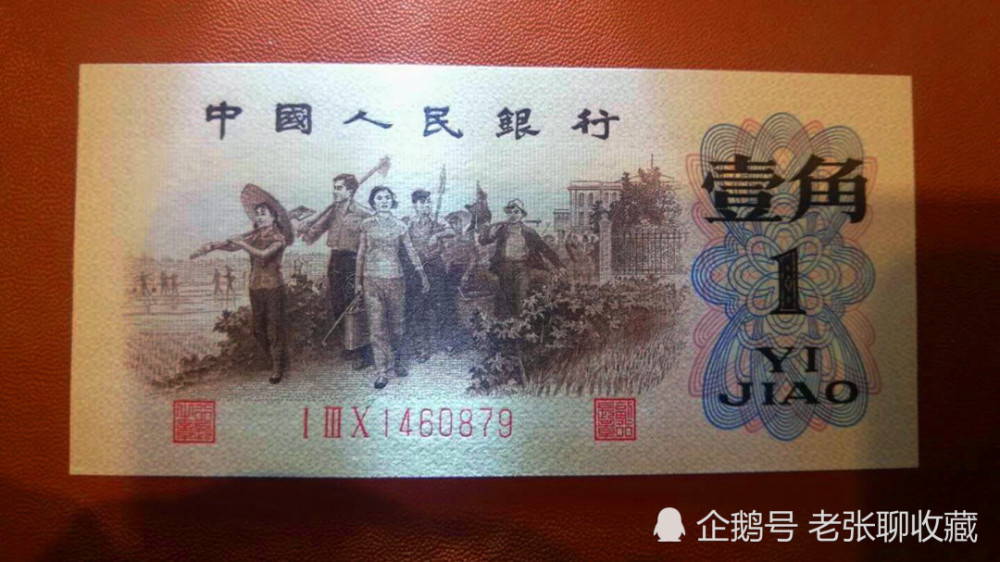 中國人民銀行
壹角
1
YI
JIAO
I III X 1460879
企鹅号 老张聊收藏